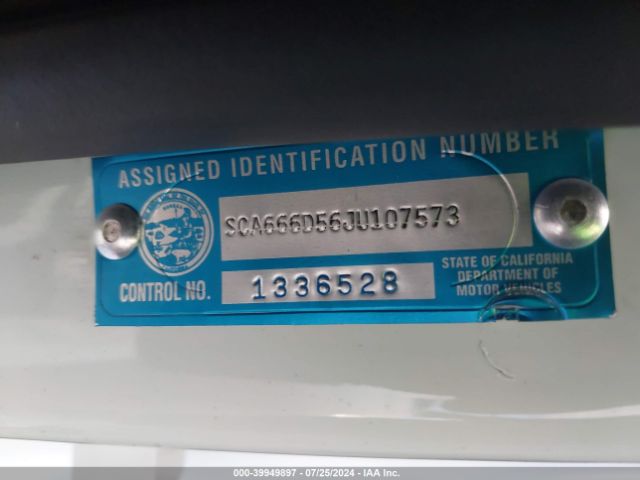 ASSIGNED IDENTIFICATION NUMBER
SCA666D56JU107573
CONTROL NO. 1336528
STATE OF CALIFORNIA
DEPARTMENT OF
MOTOR VEHICLES
000-39949897 - 07/25/2024 - IAA Inc.